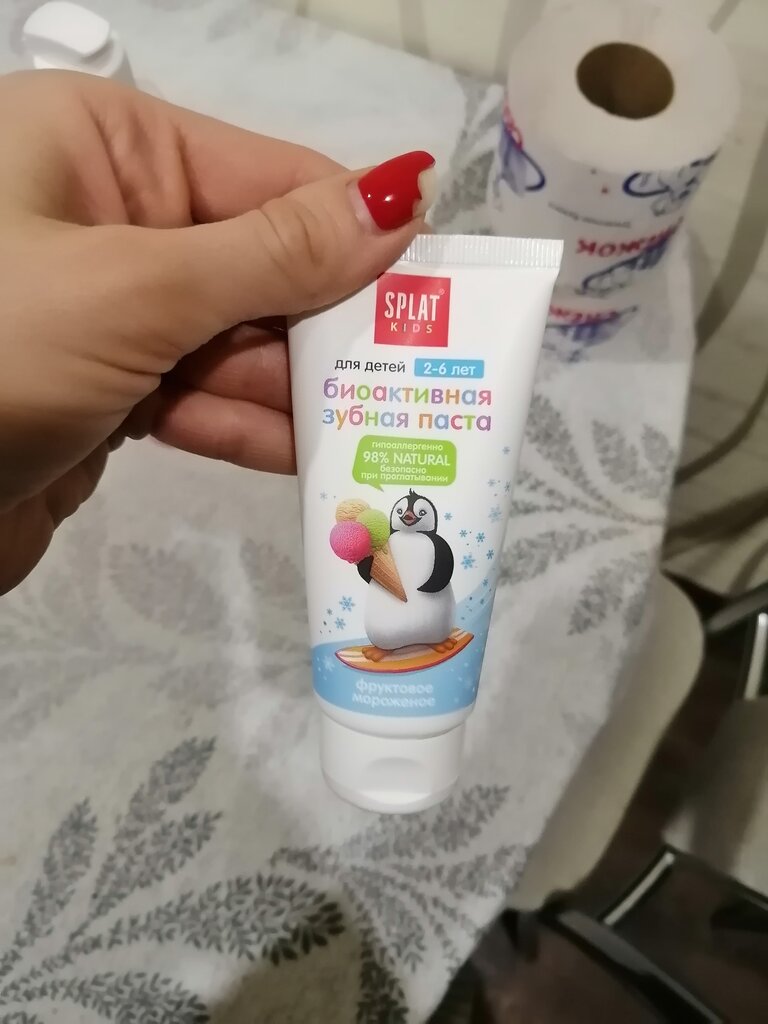 SPLAT®
KIDS
для детей 2-6 лет
биоактивная
зубная паста
гипоаллергенно
98% NATURAL
безопасно
при проглатывании
фруктовое
мороженое